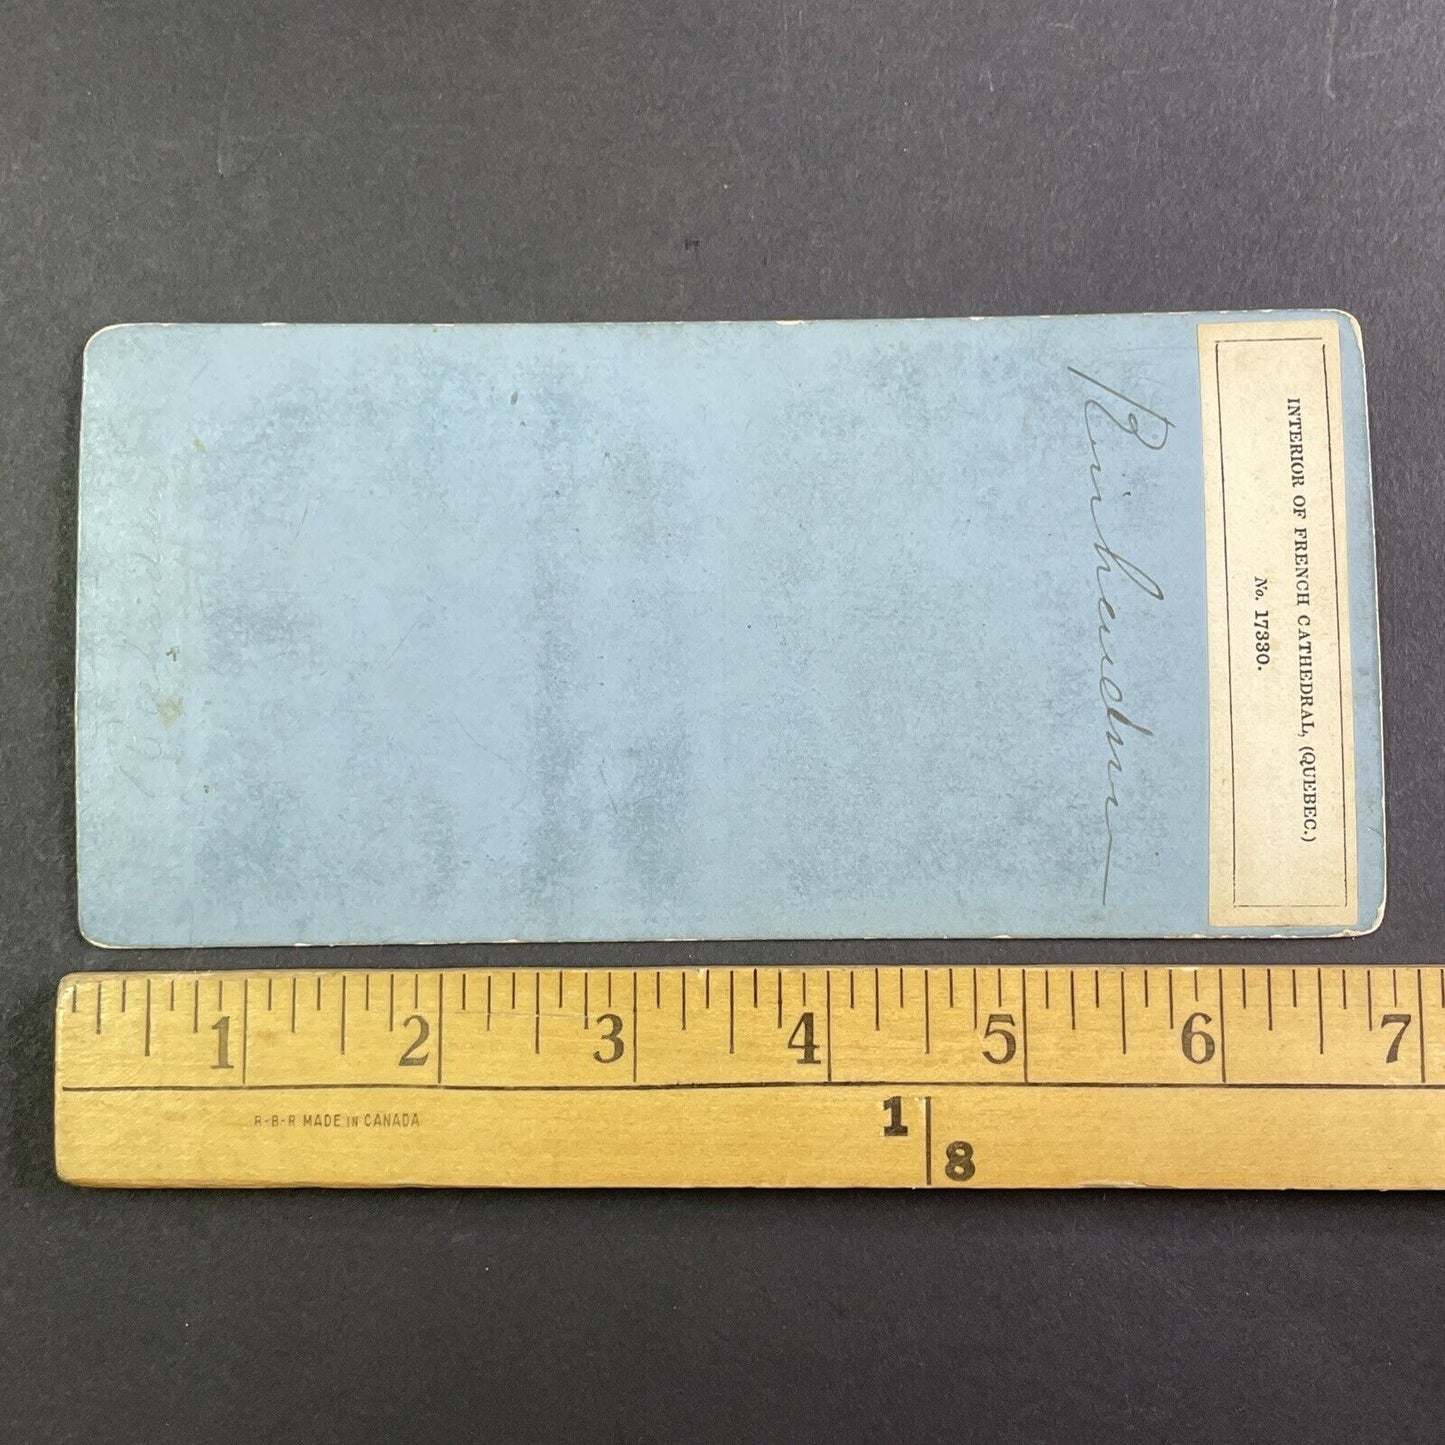 INTERIOR OF FRENCH CATHEDRAL, (QUEBEC.)
No. 17330.
1 2 3 4 5 6 7
R-B-R MADE IN CANADA
1
8